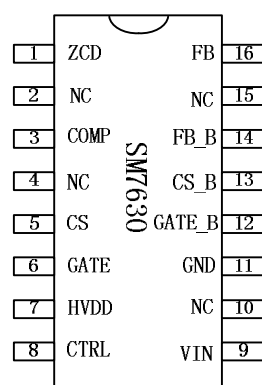 1 ZCD FB 16
2 NC NC 15
3 COMP FB_B 14
4 NC CS_B 13
5 CS GATE_B 12
6 GATE GND 11
7 HVDD NC 10
8 CTRL VIN 9
SM7630